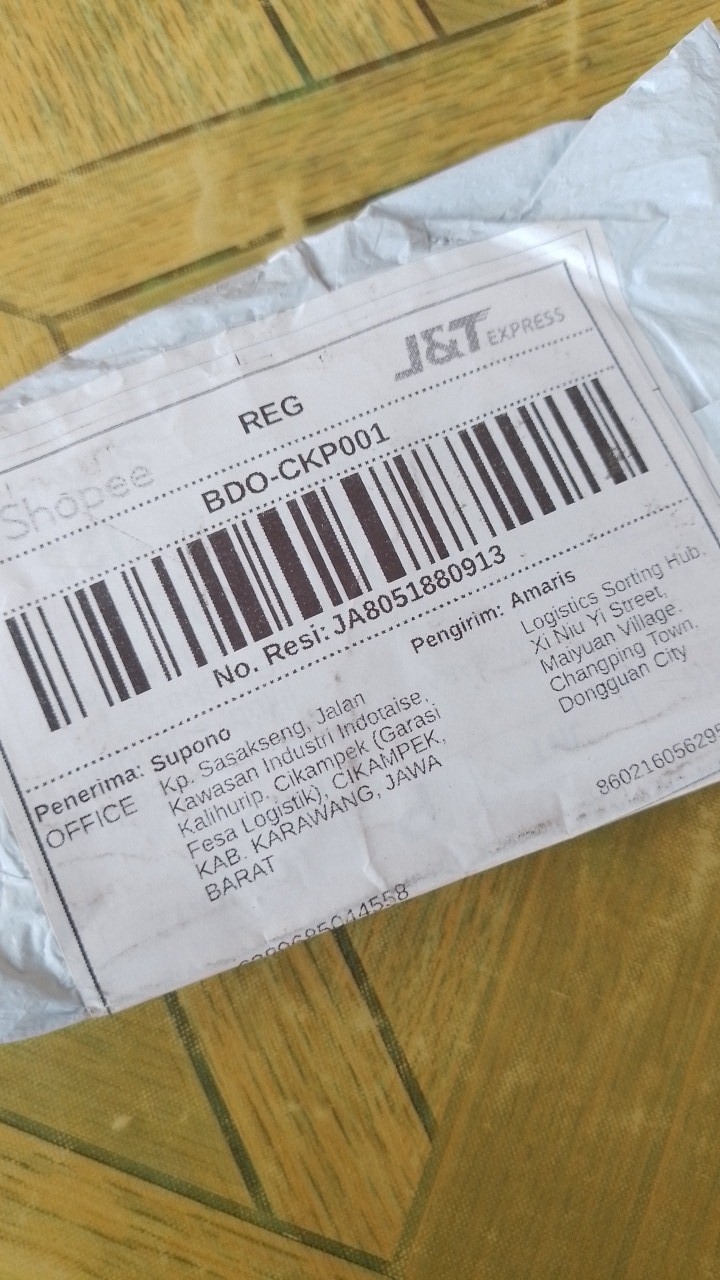 J&T EXPRESS
REG
Shopee
BDO-CKP001
No. Resi: JA8051880913
Penerima: Supono
OFFICE
Kp. Sasakseng, Jalan
Kawasan Industri Indotaise,
Kalihurip, Cikampek (Garasi
Fesa Logistik), CIKAMPEK,
KAB. KARAWANG, JAWA
BARAT
Pengirim: Amaris
Logistics Sorting Hub.
Xi Niu Yi Street,
Maiyuan Village.
Changping Town.
Dongguan City